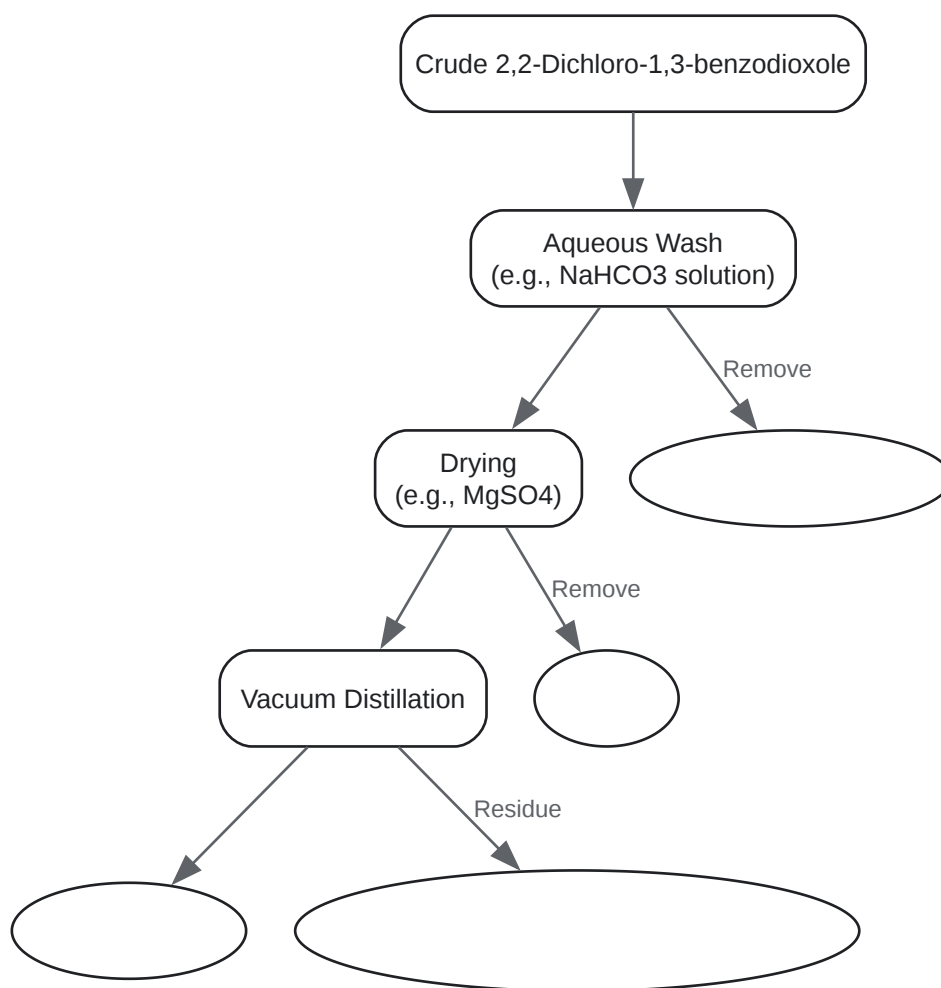 Crude 2,2-Dichloro-1,3-benzodioxole
Aqueous Wash
(e.g., NaHCO3 solution)
Remove
Drying
(e.g., MgSO4)
Remove
Vacuum Distillation
Residue